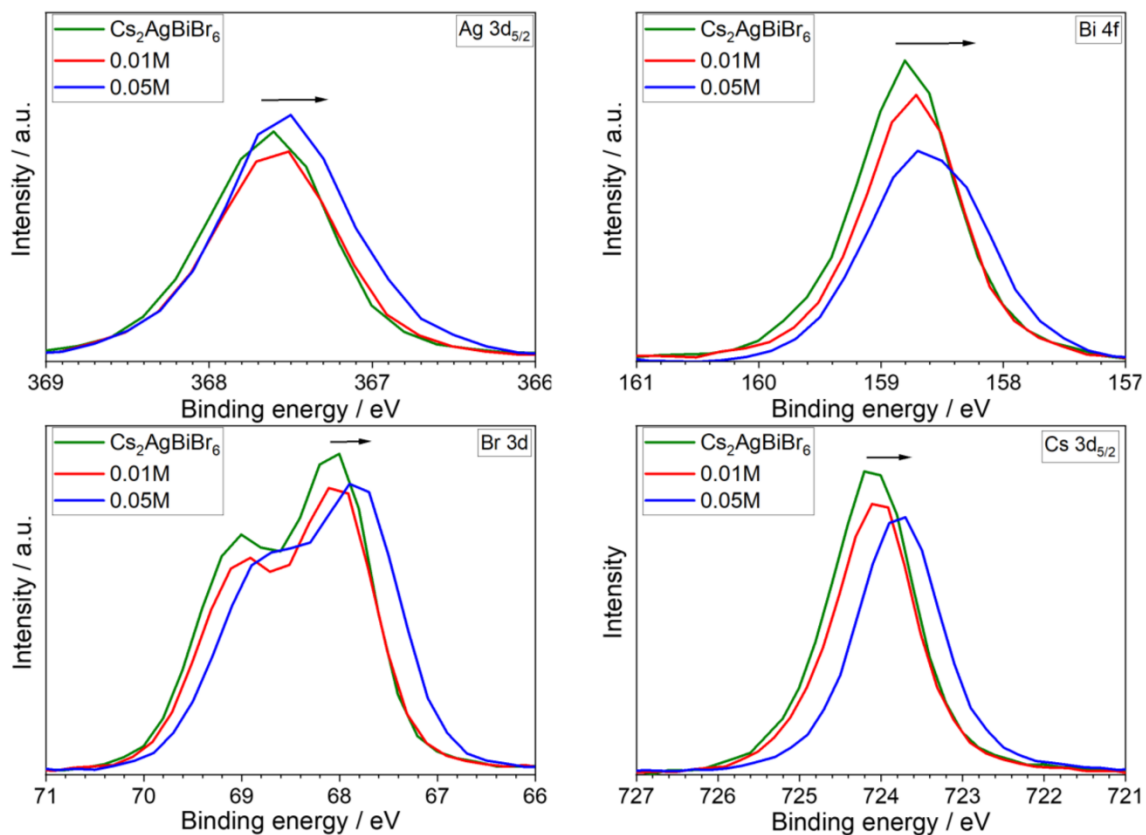 Cs₂AgBiBr₆
0.01M
0.05M
Ag 3d₅/₂
Intensity / a.u.
369 368 367 366
Binding energy / eV
Cs₂AgBiBr₆
0.01M
0.05M
Bi 4f
Intensity / a.u.
161 160 159 158 157
Binding energy / eV
Cs₂AgBiBr₆
0.01M
0.05M
Br 3d
Intensity / a.u.
71 70 69 68 67 66
Binding energy / eV
Cs₂AgBiBr₆
0.01M
0.05M
Cs 3d₅/₂
Intensity
727 726 725 724 723 722 721
Binding energy / eV